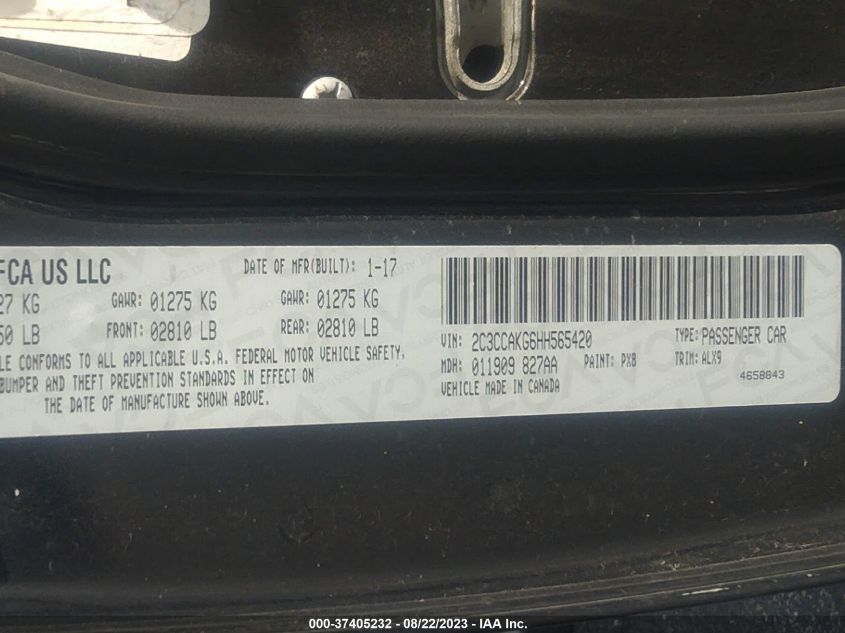 FCA US LLC DATE OF MFR(BUILT): 1-17
27 KG GAWR: 01275 KG GAWR: 01275 KG
50 LB FRONT: 02810 LB REAR: 02810 LB
LE CONFORMS TO ALL APPLICABLE U.S.A. FEDERAL MOTOR VEHICLE SAFETY,
BUMPER AND THEFT PREVENTION STANDARDS IN EFFECT ON
THE DATE OF MANUFACTURE SHOWN ABOVE.
VIN: 2C3CCAKG6HH565420 TYPE: PASSENGER CAR
MDH: 011909 827AA PAINT: PX8 TRIM: ALX9
VEHICLE MADE IN CANADA 4658843
000-37405232 - 08/22/2023 - IAA Inc.